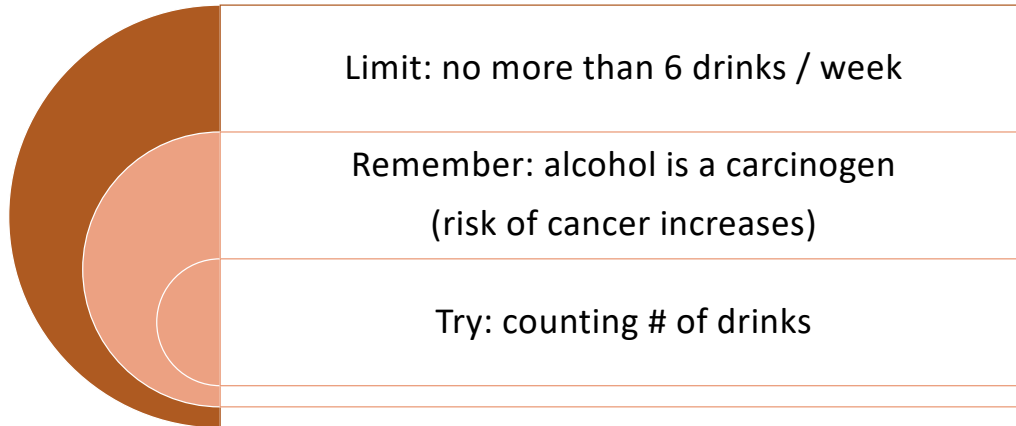 Limit: no more than 6 drinks / week
Remember: alcohol is a carcinogen
(risk of cancer increases)
Try: counting # of drinks